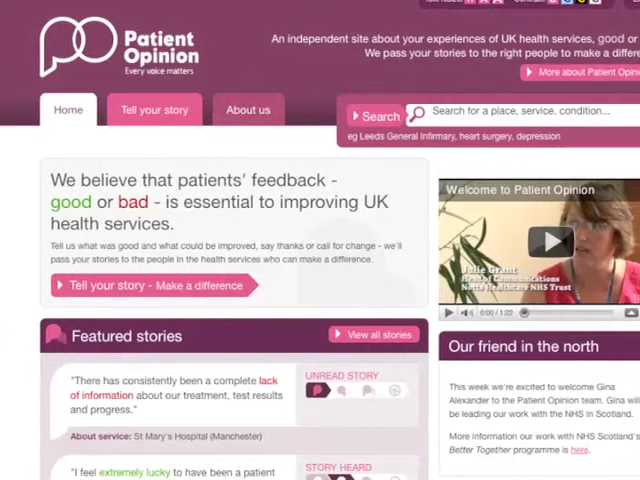 Patient
Opinion
Every voice matters
An independent site about your experiences of UK health services, good or
We pass your stories to the right people to make a
More about Patient
Home
Tell your story
About us
Search
Search for a place, service, condition...
eg Leeds General Infirmary, heart surgery, depression
We believe that patients' feedback -
good or bad - is essential to improving UK
health services.
Tell us what was good and what could be improved, say thanks or call for change - we'll
pass your stories to the people in the health services who can make a difference.
Tell your story - Make a difference
Welcome to Patient Opinion
Julie Grant
Head of Communications
Notts Healthcare NHS Trust
0:00 / 1:22
Featured stories
View all stories
"There has consistently been a complete lack
of information about our treatment, test results
and progress."
About service: St Mary's Hospital (Manchester)
UNREAD STORY
"I feel extremely lucky to have been a patient
STORY HEARD
Our friend in the north
This week we're excited to welcome Gina
Alexander to the Patient Opinion team. Gina will
be leading our work with the NHS in Scotland.
More information our work with NHS Scotland's
Better Together programme is here.